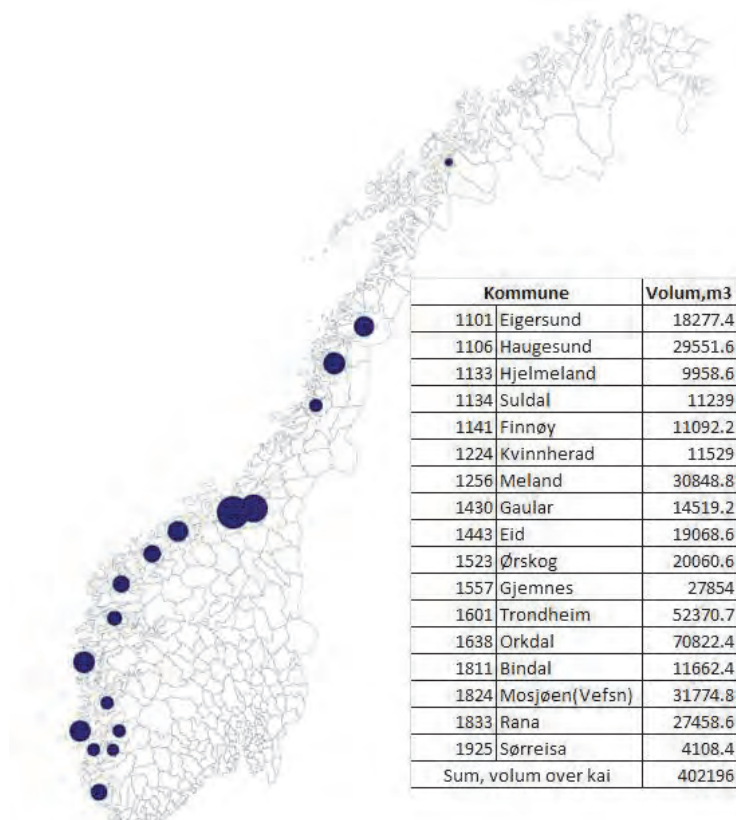 Kommune Volum,m3
1101 Eigersund 18277.4
1106 Haugesund 29551.6
1133 Hjelmeland 9958.6
1134 Suldal 11239
1141 Finnøy 11092.2
1224 Kvinnherad 11529
1256 Meland 30848.8
1430 Gaular 14519.2
1443 Eid 19068.6
1523 Ørskog 20060.6
1557 Gjemnes 27854
1601 Trondheim 52370.7
1638 Orkdal 70822.4
1811 Bindal 11662.4
1824 Mosjøen(Vefsn) 31774.8
1833 Rana 27458.6
1925 Sørreisa 4108.4
Sum, volum over kai 402196